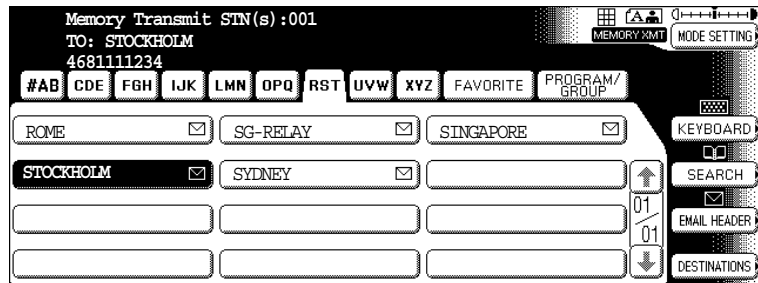 Memory Transmit STN(s):001
TO: STOCKHOLM
4681111234
MEMORY XMT
MODE SETTING
#AB CDE FGH IJK LMN OPQ RST UVW XYZ FAVORITE PROGRAM/GROUP
ROME SG-RELAY SINGAPORE
KEYBOARD
STOCKHOLM SYDNEY
SEARCH
01/01
EMAIL HEADER
DESTINATIONS